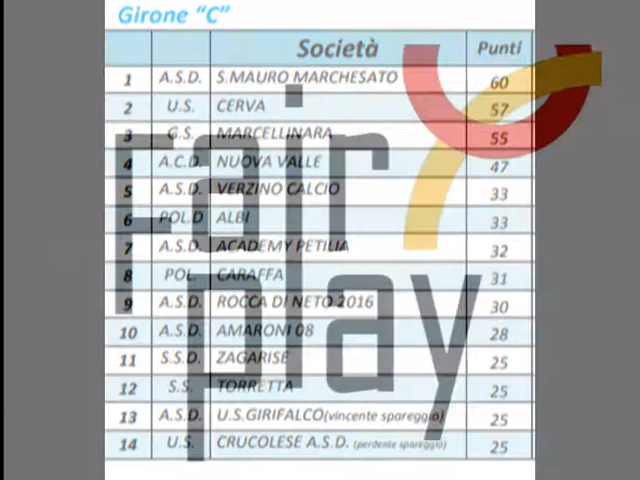 Girone "C"
Società Punti
1 A.S.D. S.MAURO MARCHESATO 60
2 U.S. CERVA 57
3 G.S. MARCELLINARA 55
4 A.C.D. NUOVA VALLE 47
5 A.S.D. VERZINO CALCIO 33
6 POL.D ALBI 33
7 A.S.D. ACADEMY PETILIA 32
8 POL. CARAFFA 31
9 A.S.D. ROCCA DI NETO 2016 30
10 A.S.D. AMARONI 08 28
11 S.S.D. ZAGARISE 25
12 S.S. TORRETTA 25
13 A.S.D. U.S.GIRIFALCO(vincente spareggio) 25
14 U.S. CRUCOLESE A.S.D. (perdente spareggio) 25
Fair
play